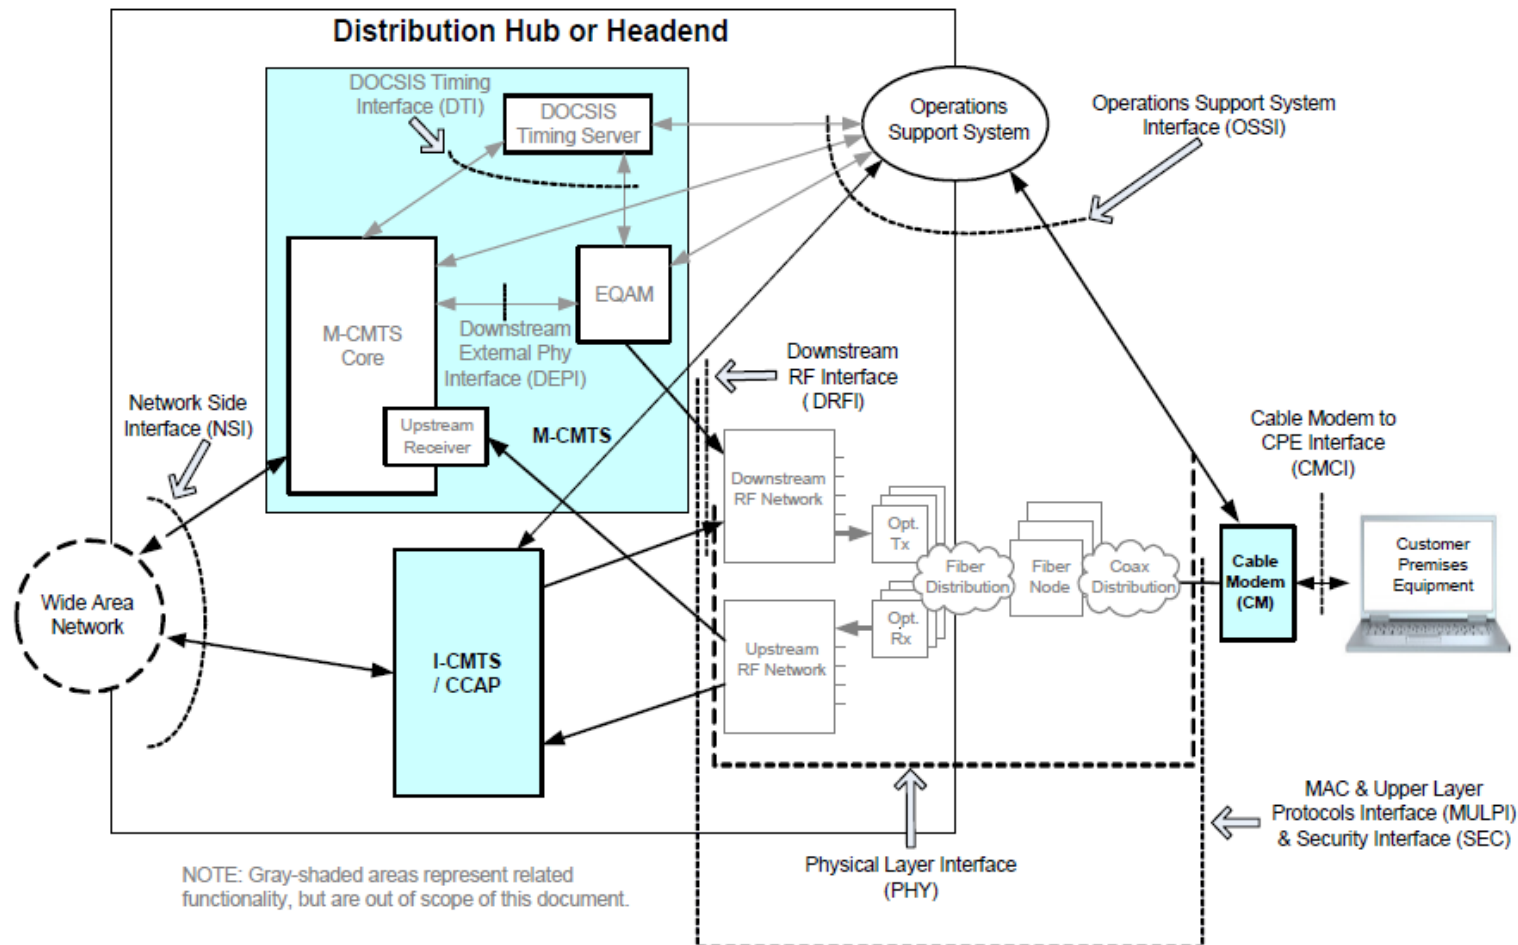 Distribution Hub or Headend
DOCSIS Timing
Interface (DTI)
DOCSIS
Timing Server
Operations
Support System
Operations Support System
Interface (OSSI)
M-CMTS
Core
EQAM
Downstream
External Phy
Interface (DEPI)
Upstream
Receiver
M-CMTS
Network Side
Interface (NSI)
Downstream
RF Interface
( DRFI)
Cable Modem to
CPE Interface
(CMCI)
Downstream
RF Network
Opt.
Tx
Fiber
Distribution
Fiber
Node
Coax
Distribution
Cable
Modem
(CM)
Customer
Premises
Equipment
Wide Area
Network
I-CMTS
/ CCAP
Upstream
RF Network
Opt.
Rx
MAC & Upper Layer
Protocols Interface (MULPI)
& Security Interface (SEC)
Physical Layer Interface
(PHY)
NOTE: Gray-shaded areas represent related
functionality, but are out of scope of this document.